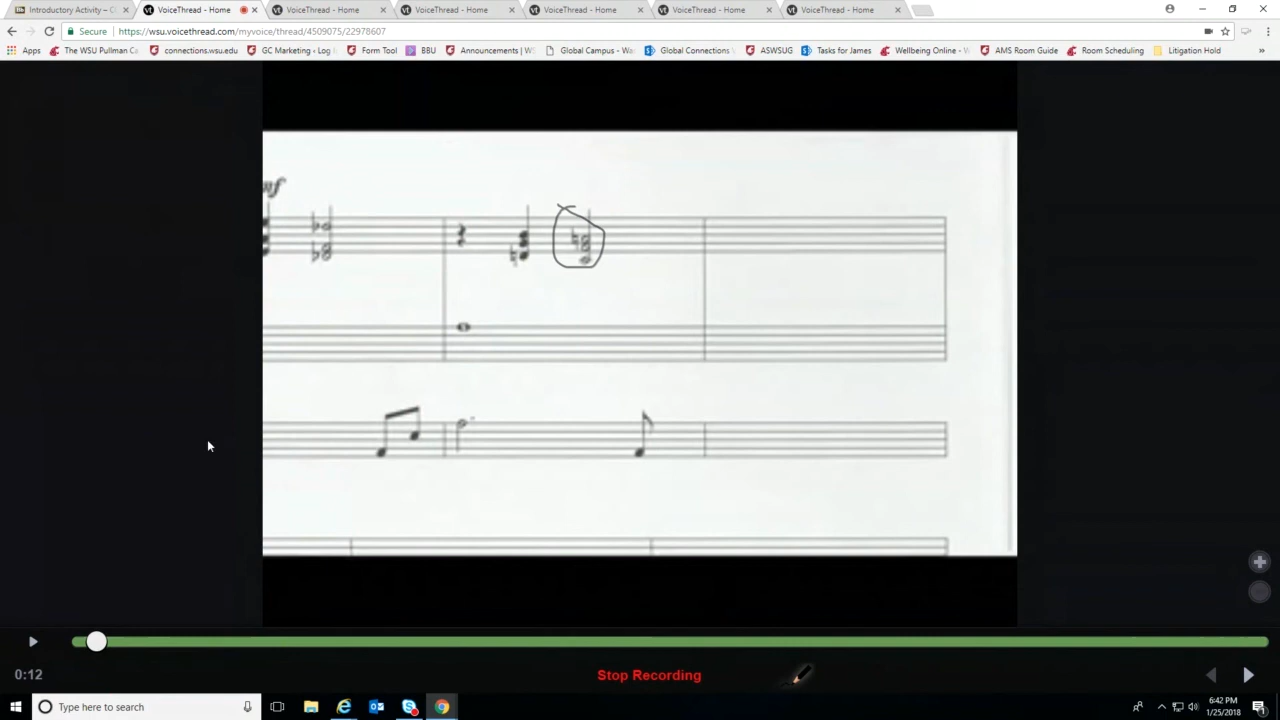 Introductory Activity – C
VoiceThread - Home
VoiceThread - Home
VoiceThread - Home
VoiceThread - Home
VoiceThread - Home
VoiceThread - Home
Secure https://wsu.voicethread.com/myvoice/thread/4509075/22978607
Apps The WSU Pullman Ca connections.wsu.edu GC Marketing - Log Form Tool BBU Announcements | WS Global Campus - Wa Global Connections ASWSUG Tasks for James Wellbeing Online - AMS Room Guide Room Scheduling Litigation Hold
mf
0:12
Stop Recording
Type here to search
6:42 PM
1/25/2018